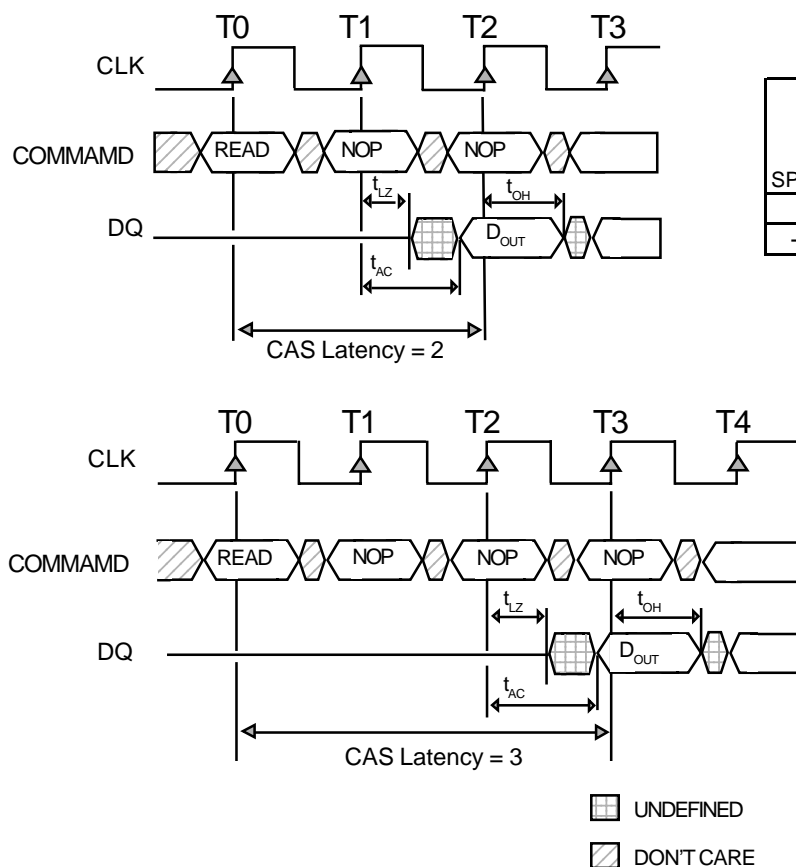 T0 T1 T2 T3
CLK
COMMAMD READ NOP NOP
tLZ tOH
DQ DOUT
tAC
CAS Latency = 2
SP
-
T0 T1 T2 T3 T4
CLK
COMMAMD READ NOP NOP NOP
tLZ tOH
DQ DOUT
tAC
CAS Latency = 3
UNDEFINED
DON'T CARE